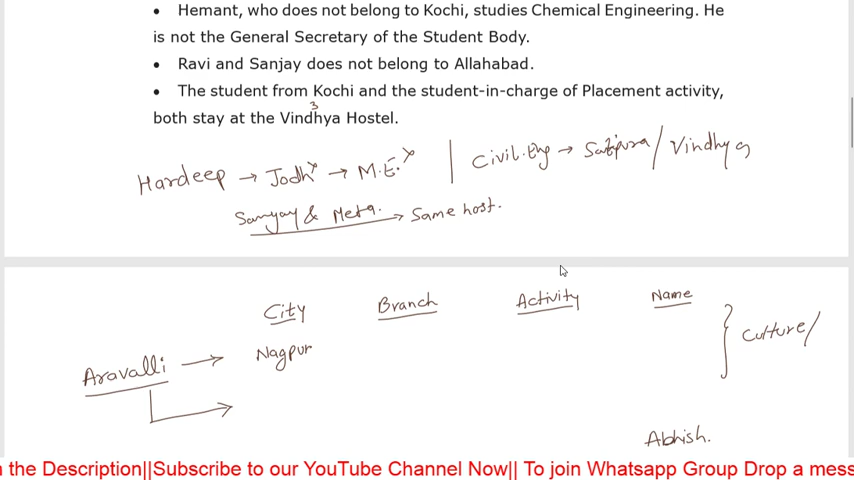 • Hemant, who does not belong to Kochi, studies Chemical Engineering. He
is not the General Secretary of the Student Body.
• Ravi and Sanjay does not belong to Allahabad.
• The student from Kochi and the student-in-charge of Placement activity,
3
both stay at the Vindhya Hostel.
Hardeep → Jodhx → M.E.x | Civil. Eng → Satpura / Vindhya
Sanjay & Meta. → Same host.
City Branch Activity Name
Culture/
Aravalli → Nagpur
Abhish.
n the Description||Subscribe to our YouTube Channel Now|| To join Whatsapp Group Drop a mess